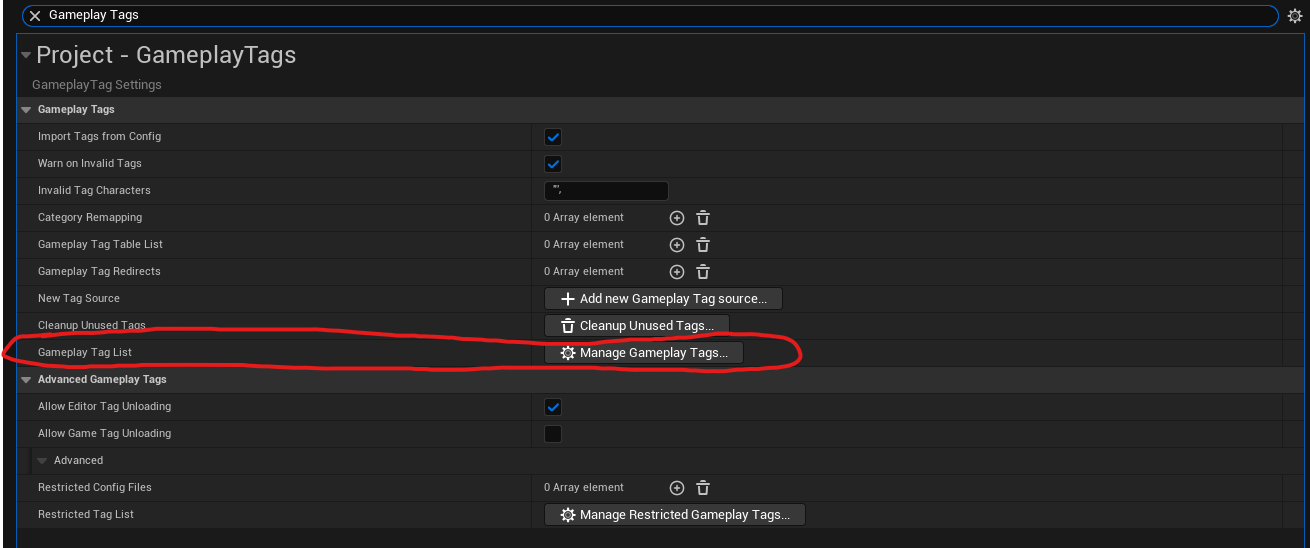 Gameplay Tags
Project - GameplayTags
GameplayTag Settings
Gameplay Tags
Import Tags from Config
Warn on Invalid Tags
Invalid Tag Characters "',
Category Remapping 0 Array element
Gameplay Tag Table List 0 Array element
Gameplay Tag Redirects 0 Array element
New Tag Source Add new Gameplay Tag source...
Cleanup Unused Tags Cleanup Unused Tags...
Gameplay Tag List Manage Gameplay Tags...
Advanced Gameplay Tags
Allow Editor Tag Unloading
Allow Game Tag Unloading
Advanced
Restricted Config Files 0 Array element
Restricted Tag List Manage Restricted Gameplay Tags...